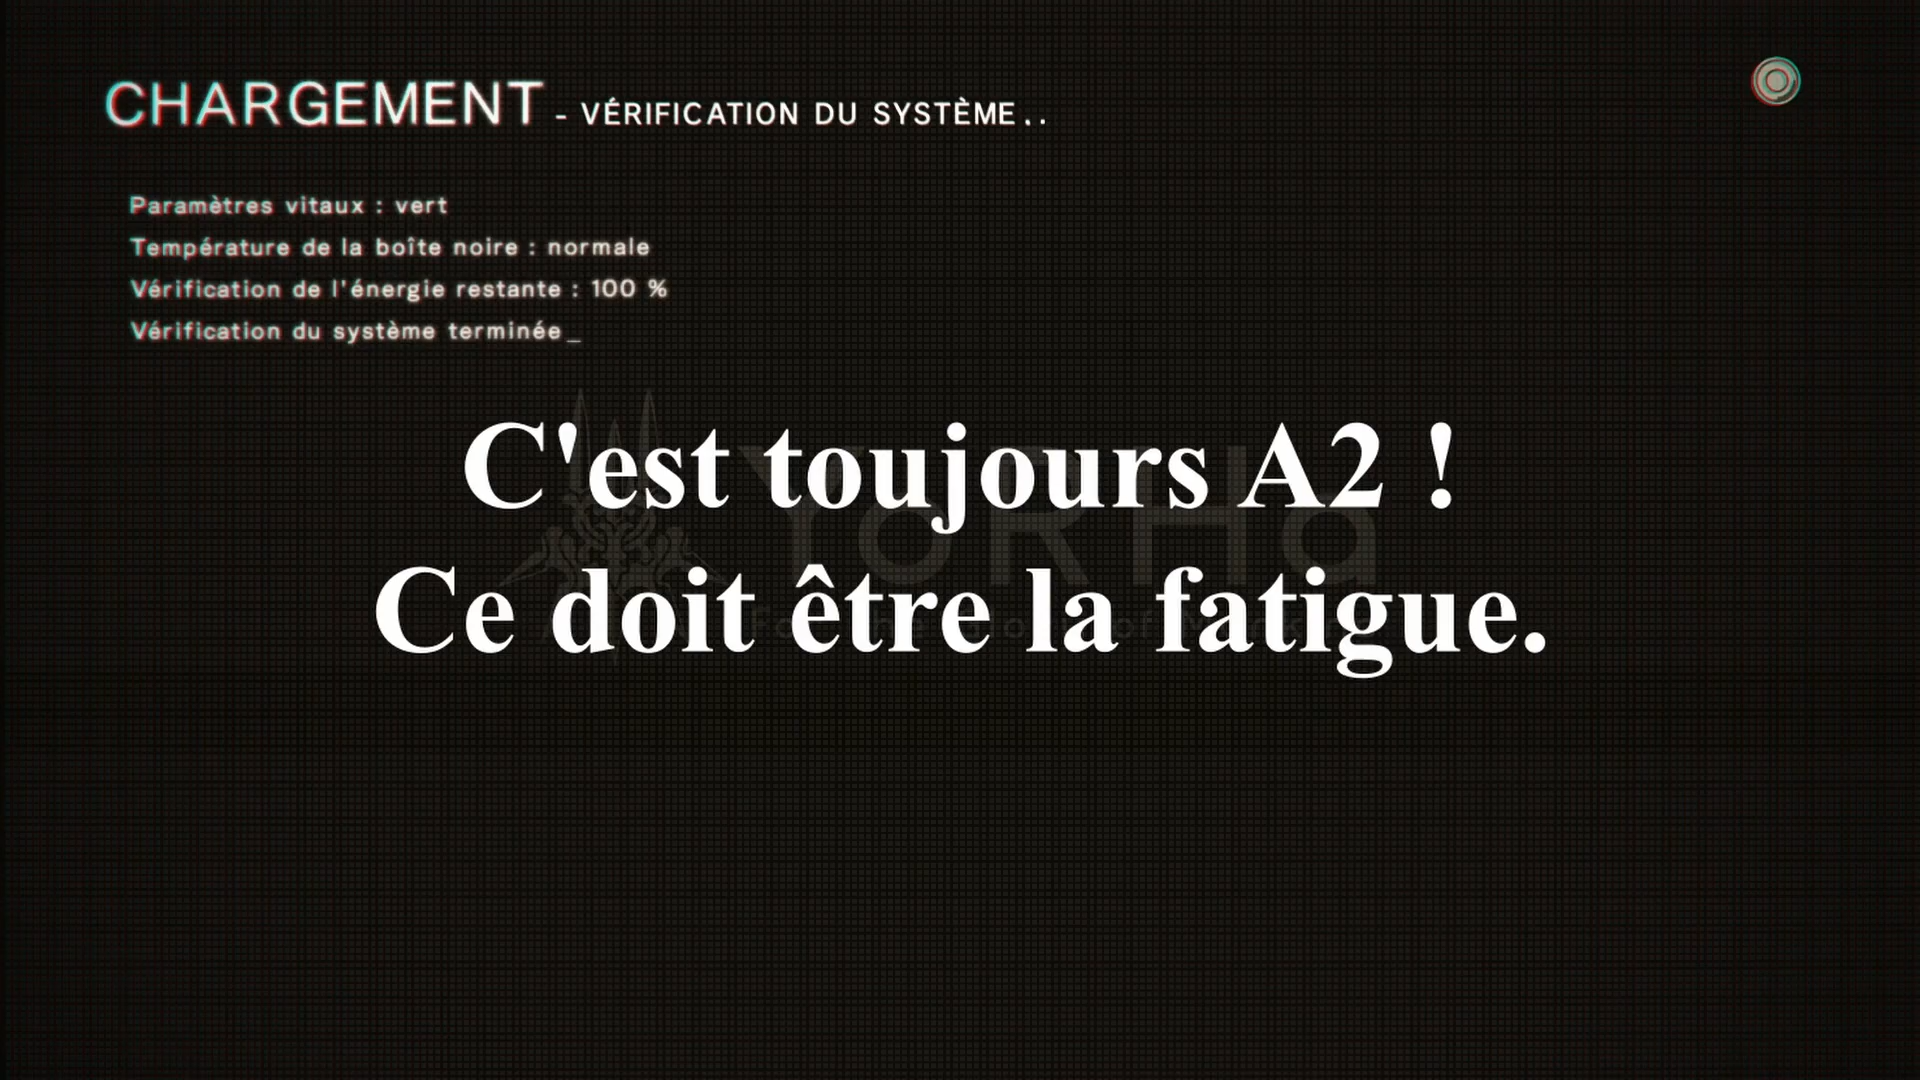 CHARGEMENT - VÉRIFICATION DU SYSTÈME..
Paramètres vitaux : vert
Température de la boîte noire : normale
Vérification de l'énergie restante : 100 %
Vérification du système terminée_
C'est toujours A2 !
YoRHa
Ce doit être la fatigue.